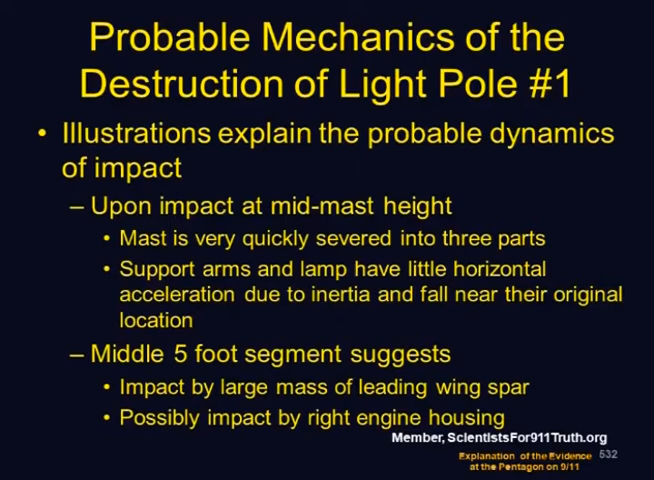 Probable Mechanics of the
Destruction of Light Pole #1
• Illustrations explain the probable dynamics
of impact
– Upon impact at mid-mast height
• Mast is very quickly severed into three parts
• Support arms and lamp have little horizontal
acceleration due to inertia and fall near their original
location
– Middle 5 foot segment suggests
• Impact by large mass of leading wing spar
• Possibly impact by right engine housing
Member, ScientistsFor911Truth.org
Explanation of the Evidence 532
at the Pentagon on 9/11